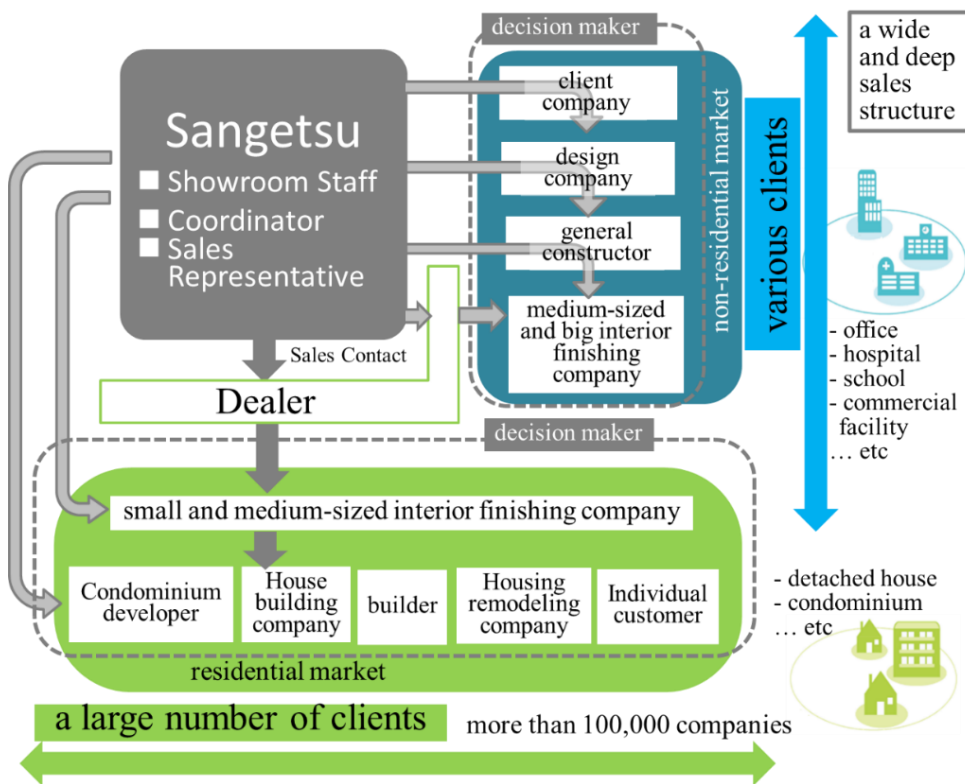 Sangetsu
Showroom Staff
Coordinator
Sales
Representative
Sales Contact
Dealer
decision maker
client
company
design
company
general
constructor
medium-sized
and big interior
finishing
company
non-residential market
various clients
a wide
and deep
sales
structure
- office
- hospital
- school
- commercial
facility
... etc
decision maker
small and medium-sized interior finishing company
Condominium
developer
House
building
company
builder
Housing
remodeling
company
Individual
customer
residential market
- detached house
- condominium
... etc
a large number of clients
more than 100,000 companies